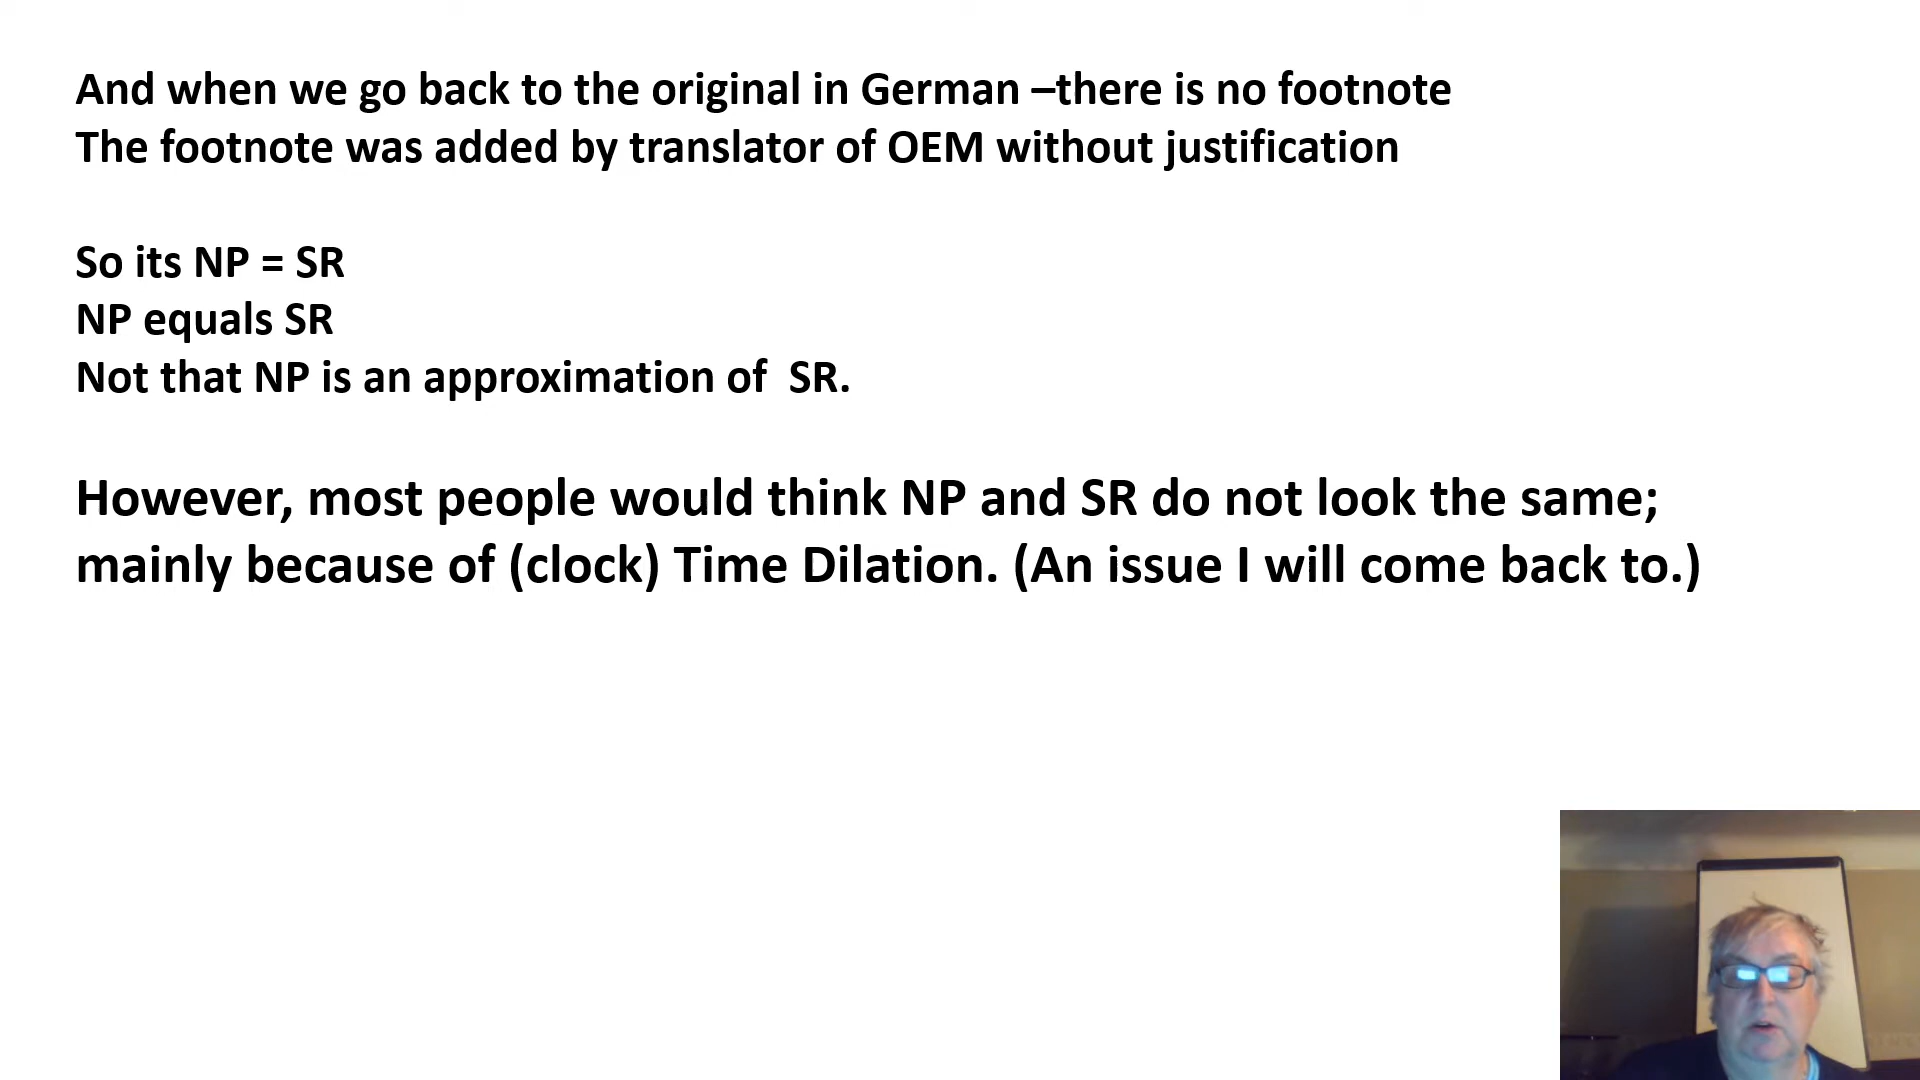 And when we go back to the original in German –there is no footnote
The footnote was added by translator of OEM without justification
So its NP = SR
NP equals SR
Not that NP is an approximation of  SR.
However, most people would think NP and SR do not look the same;
mainly because of (clock) Time Dilation. (An issue I will come back to.)